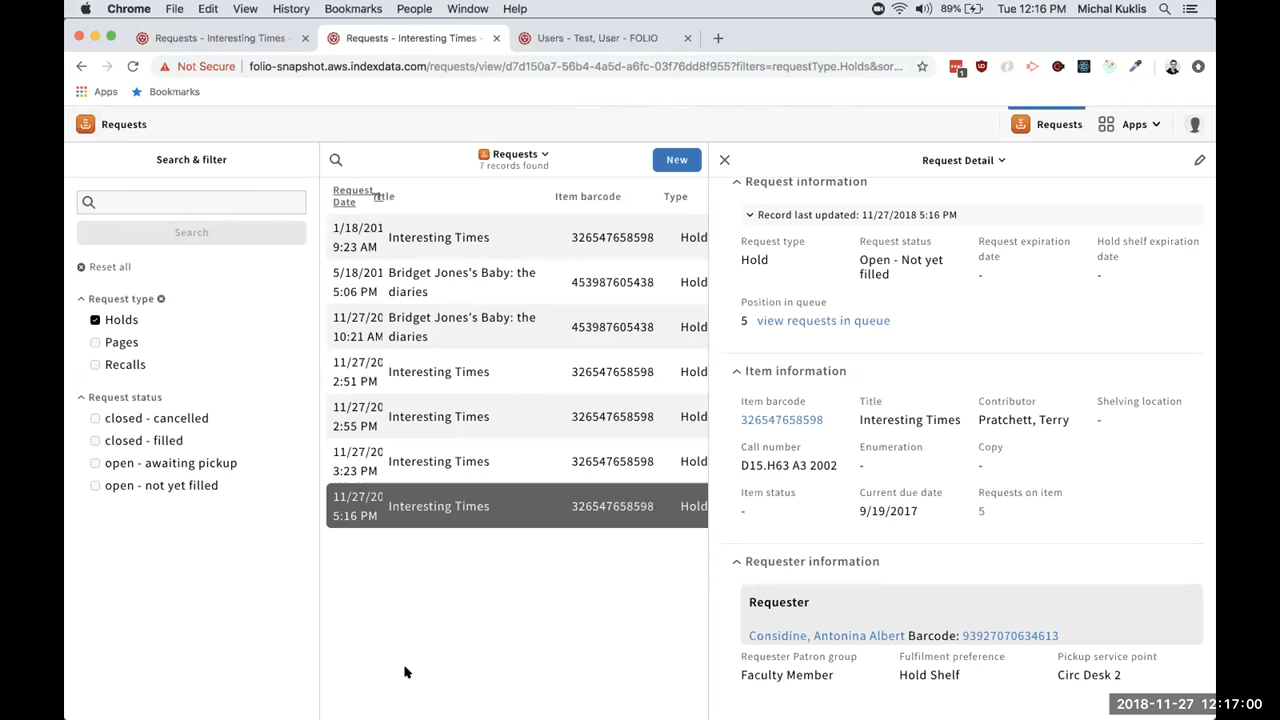 Chrome File Edit View History Bookmarks People Window Help 89% Tue 12:16 PM Michal Kuklis
Requests - Interesting Times - Requests - Interesting Times - Users - Test, User - FOLIO
Not Secure folio-snapshot.aws.indexdata.com/requests/view/d7d150a7-56b4-4a5d-a6fc-03f76dd8f955?filters=requestType.Holds&sor...
Apps Bookmarks
Requests Requests Apps
Search & filter
Search
Reset all
Request type
Holds
Pages
Recalls
Request status
closed - cancelled
closed - filled
open - awaiting pickup
open - not yet filled
Requests
7 records found
New
Request Date Title Item barcode Type
1/18/201 9:23 AM Interesting Times 326547658598 Hold
5/18/201 5:06 PM Bridget Jones's Baby: the diaries 453987605438 Hold
11/27/20 10:21 AM Bridget Jones's Baby: the diaries 453987605438 Hold
11/27/20 2:51 PM Interesting Times 326547658598 Hold
11/27/20 2:55 PM Interesting Times 326547658598 Hold
11/27/20 3:23 PM Interesting Times 326547658598 Hold
11/27/20 5:16 PM Interesting Times 326547658598 Hold
Request Detail
Request information
Record last updated: 11/27/2018 5:16 PM
Request type Request status Request expiration date Hold shelf expiration date
Hold Open - Not yet filled - -
Position in queue
5 view requests in queue
Item information
Item barcode Title Contributor Shelving location
326547658598 Interesting Times Pratchett, Terry -
Call number Enumeration Copy
D15.H63 A3 2002 - -
Item status Current due date Requests on item
- 9/19/2017 5
Requester information
Requester
Considine, Antonina Albert Barcode: 93927070634613
Requester Patron group Fulfilment preference Pickup service point
Faculty Member Hold Shelf Circ Desk 2
2018-11-27 12:17:00